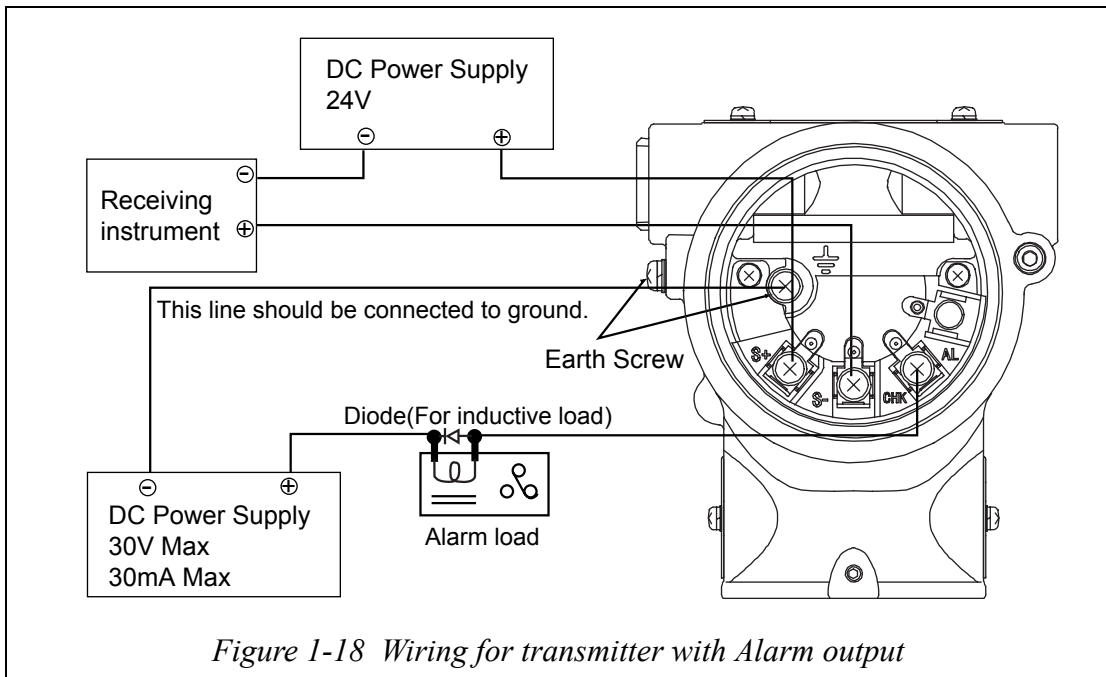 DC Power Supply
24V
⊖ ⊕
Receiving
instrument
⊖
⊕
This line should be connected to ground.
Earth Screw
S+
S-
CHK
AL
Diode(For inductive load)
Alarm load
⊖ ⊕
DC Power Supply
30V Max
30mA Max
Figure 1-18 Wiring for transmitter with Alarm output